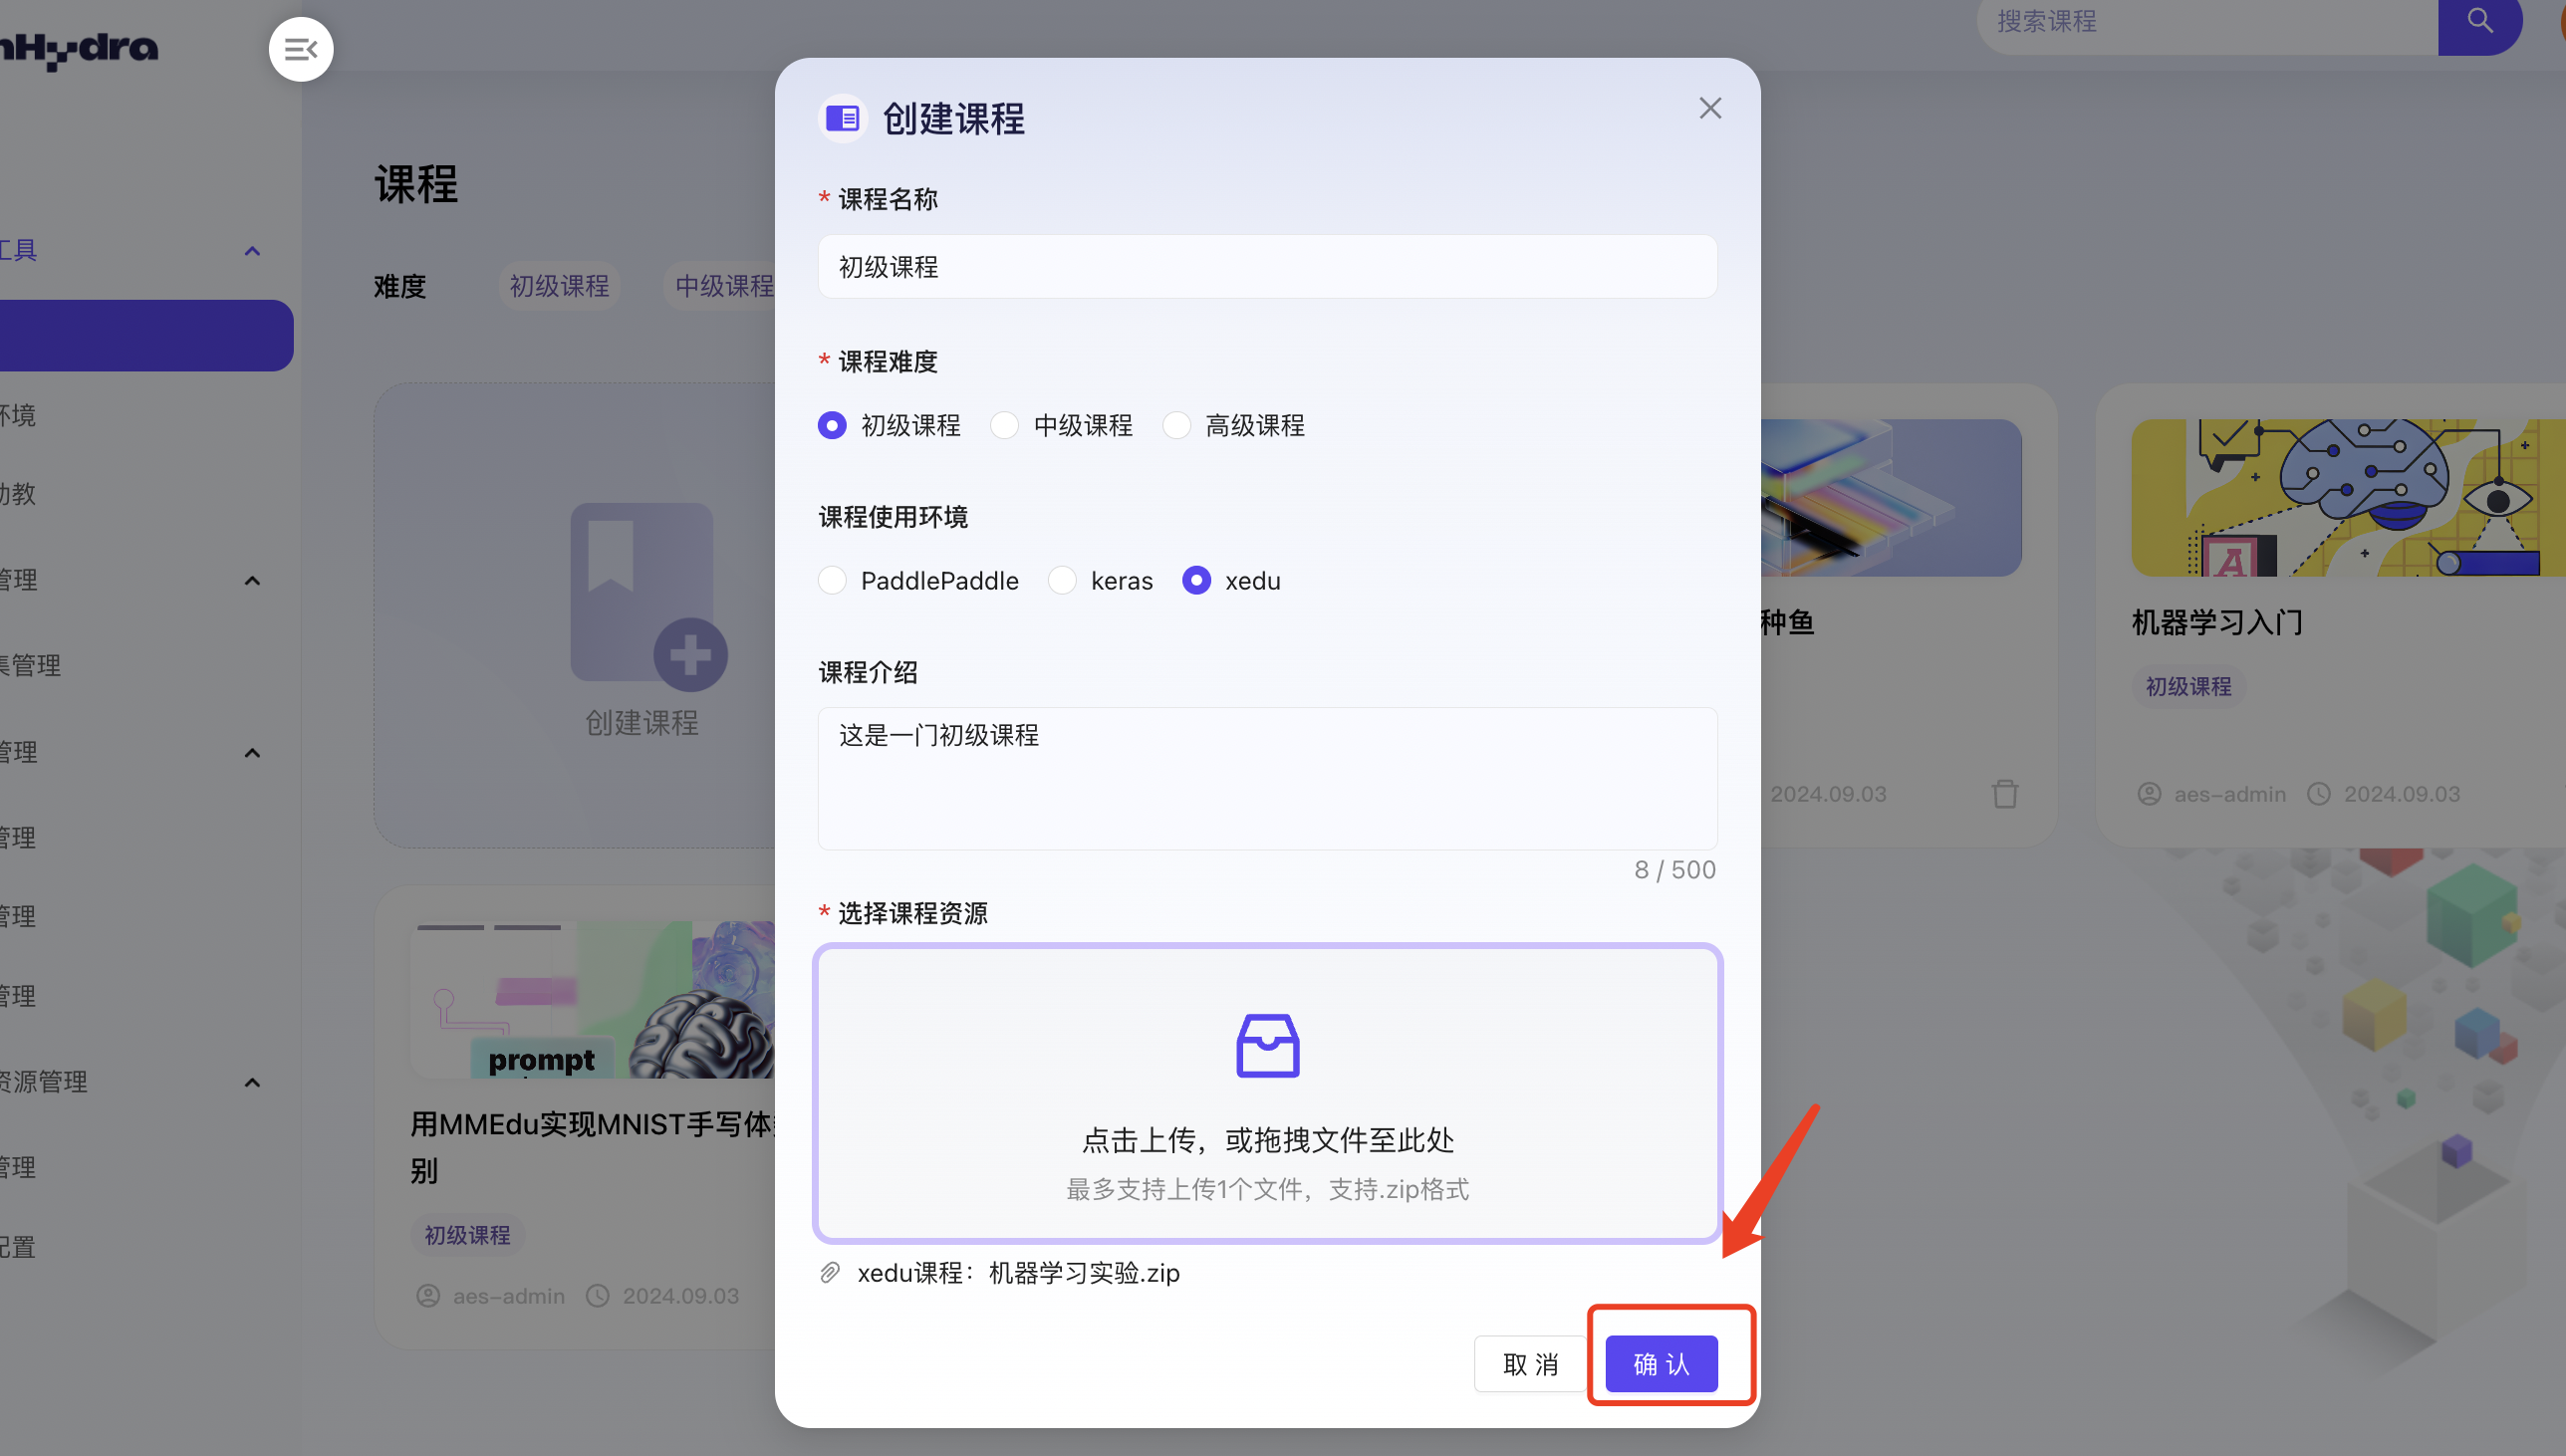 nHydra
搜索课程
工具
环境
助教
管理
集管理
管理
管理
管理
管理
资源管理
管理
配置
课程
难度
初级课程
中级课程
创建课程
用MMEdu实现MNIST手写体
别
prompt
初级课程
aes-admin
2024.09.03
创建课程
* 课程名称
初级课程
* 课程难度
初级课程
中级课程
高级课程
课程使用环境
PaddlePaddle
keras
xedu
课程介绍
这是一门初级课程
8 / 500
* 选择课程资源
点击上传，或拖拽文件至此处
最多支持上传1个文件，支持.zip格式
xedu课程：机器学习实验.zip
取 消
确 认
种鱼
2024.09.03
A
机器学习入门
初级课程
aes-admin
2024.09.03